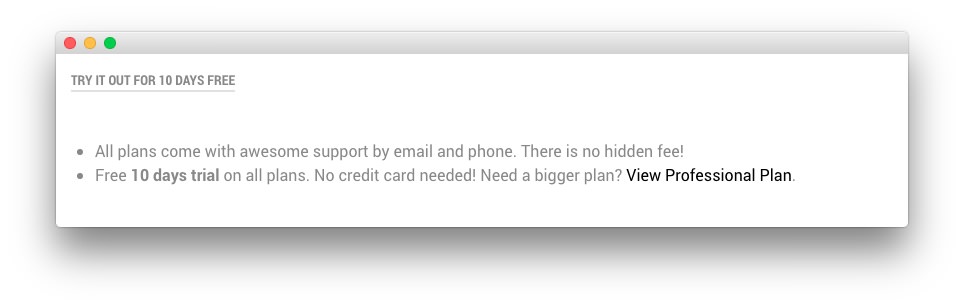 TRY IT OUT FOR 10 DAYS FREE
All plans come with awesome support by email and phone. There is no hidden fee!
Free 10 days trial on all plans. No credit card needed! Need a bigger plan? View Professional Plan.